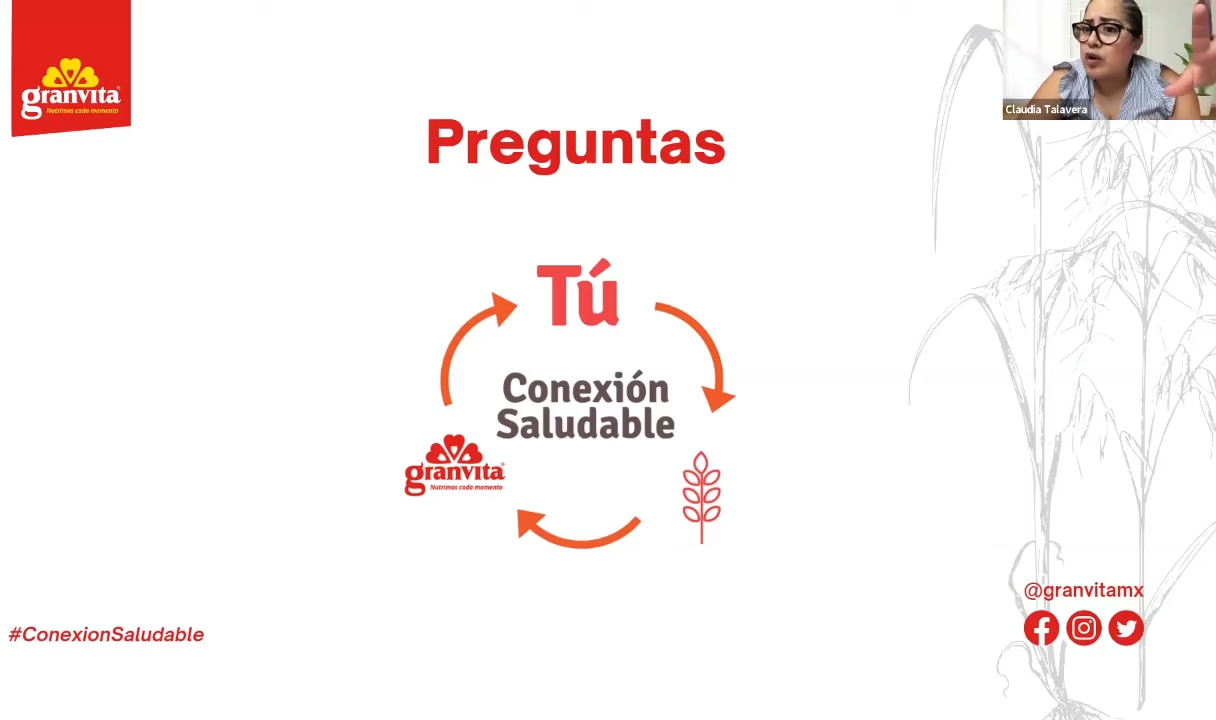 granvita
Nutrimos cada momento
Claudia Talavera
Preguntas
Tú
Conexión
Saludable
granvita
Nutrimos cada momento
@granvitamx
#ConexionSaludable